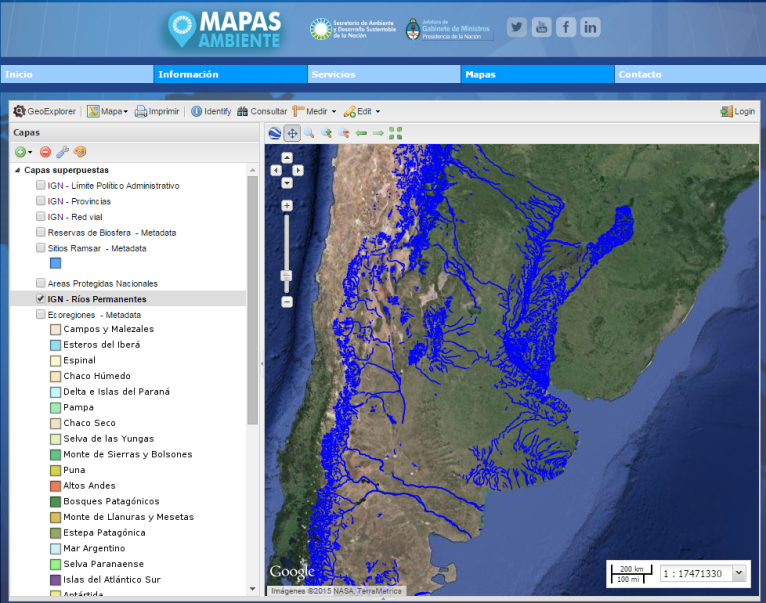 MAPAS
AMBIENTE
Secretaría de Ambiente
y Desarrollo Sustentable
de la Nación
Jefatura de
Gabinete de Ministros
Presidencia de la Nación
You
Tube
f
in
Inicio Información Servicios Mapas Contacto
GeoExplorer Mapa Imprimir Identify Consultar Medir Edit Login
Capas
Capas superpuestas
IGN - Límite Político Administrativo
IGN - Provincias
IGN - Red vial
Reservas de Biosfera - Metadata
Sitios Ramsar - Metadata
Areas Protegidas Nacionales
IGN - Ríos Permanentes
Ecoregiones - Metadata
Campos y Malezales
Esteros del Iberá
Espinal
Chaco Húmedo
Delta e Islas del Paraná
Pampa
Chaco Seco
Selva de las Yungas
Monte de Sierras y Bolsones
Puna
Altos Andes
Bosques Patagónicos
Monte de Llanuras y Mesetas
Estepa Patagónica
Mar Argentino
Selva Paranaense
Islas del Atlántico Sur
Antártida
Google
Imágenes ©2015 NASA, TerraMetrics
200 km
100 mi
1 : 17471330